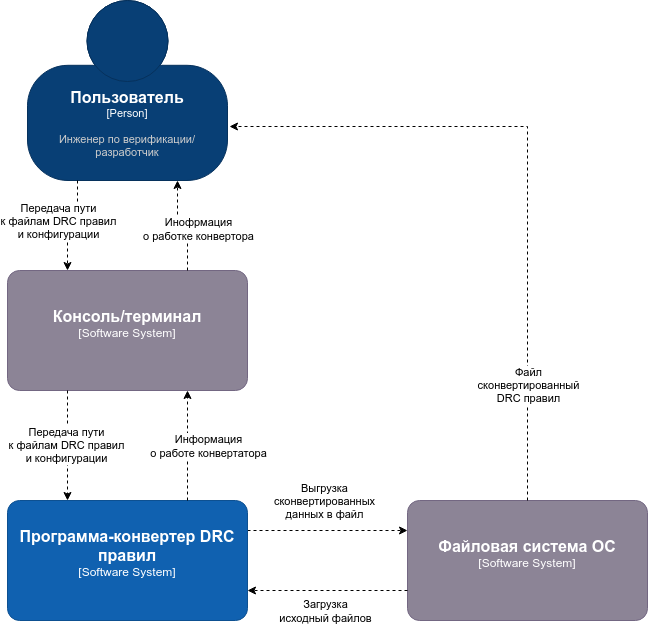 Пользователь
[Person]
Инженер по верификации/
разработчик
Передача пути
к файлам DRC правил
и конфигурации
Инофрмация
о работке конвертора
Консоль/терминал
[Software System]
Файл
сконвертированный
DRC правил
Передача пути
к файлам DRC правил
и конфигурации
Информация
о работе конвертатора
Выгрузка
сконвертированных
данных в файл
Программа-конвертер DRC
правил
[Software System]
Файловая система ОС
[Software System]
Загрузка
исходный файлов